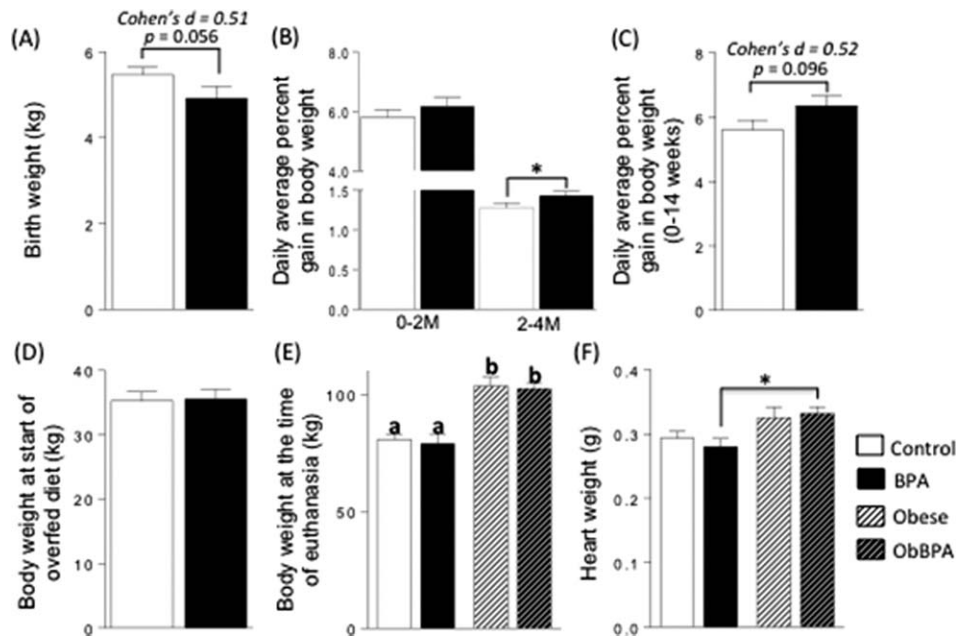 (A)
Cohen's d = 0.51
p = 0.056
Birth weight (kg)
6
4
2
0
(B)
Daily average percent
gain in body weight
8.0
6.0
4.0
1.5
1.0
0.5
0.0
*
0-2M
2-4M
(C)
Cohen's d = 0.52
p = 0.096
Daily average percent
gain in body weight
(0-14 weeks)
8
6
4
2
0
(D)
Body weight at start of
overfed diet (kg)
40
30
20
10
0
(E)
Body weight at the time
of euthanasia (kg)
100
50
0
a
a
b
b
(F)
Heart weight (g)
0.4
0.3
0.2
0.1
0.0
*
Control
BPA
Obese
ObBPA